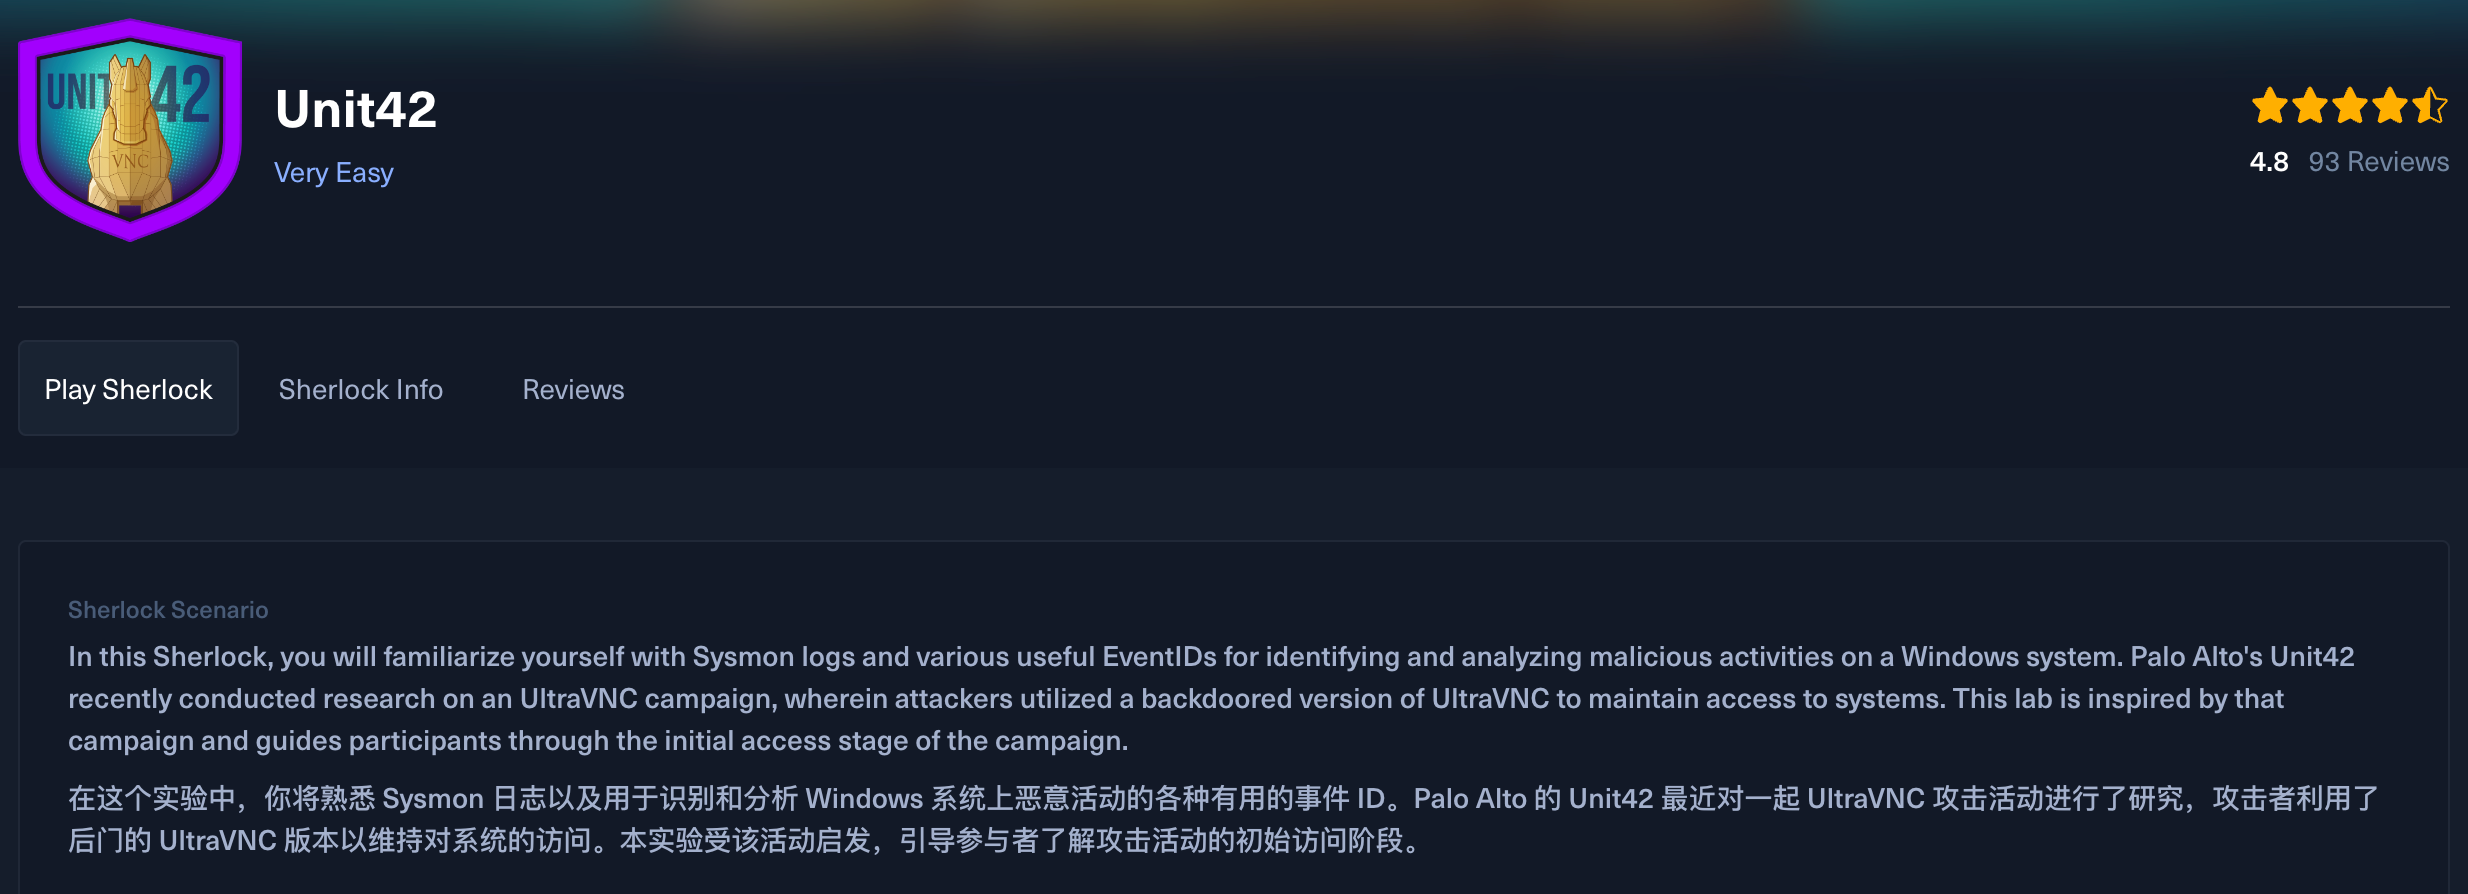 UNIT 42
VNC
Unit42
Very Easy
4.8 93 Reviews
Play Sherlock Sherlock Info Reviews
Sherlock Scenario
In this Sherlock, you will familiarize yourself with Sysmon logs and various useful EventIDs for identifying and analyzing malicious activities on a Windows system. Palo Alto's Unit42
recently conducted research on an UltraVNC campaign, wherein attackers utilized a backdoored version of UltraVNC to maintain access to systems. This lab is inspired by that
campaign and guides participants through the initial access stage of the campaign.
在这个实验中，你将熟悉 Sysmon 日志以及用于识别和分析 Windows 系统上恶意活动的各种有用的事件 ID。Palo Alto 的 Unit42 最近对一起 UltraVNC 攻击活动进行了研究，攻击者利用了
后门的 UltraVNC 版本以维持对系统的访问。本实验受该活动启发，引导参与者了解攻击活动的初始访问阶段。